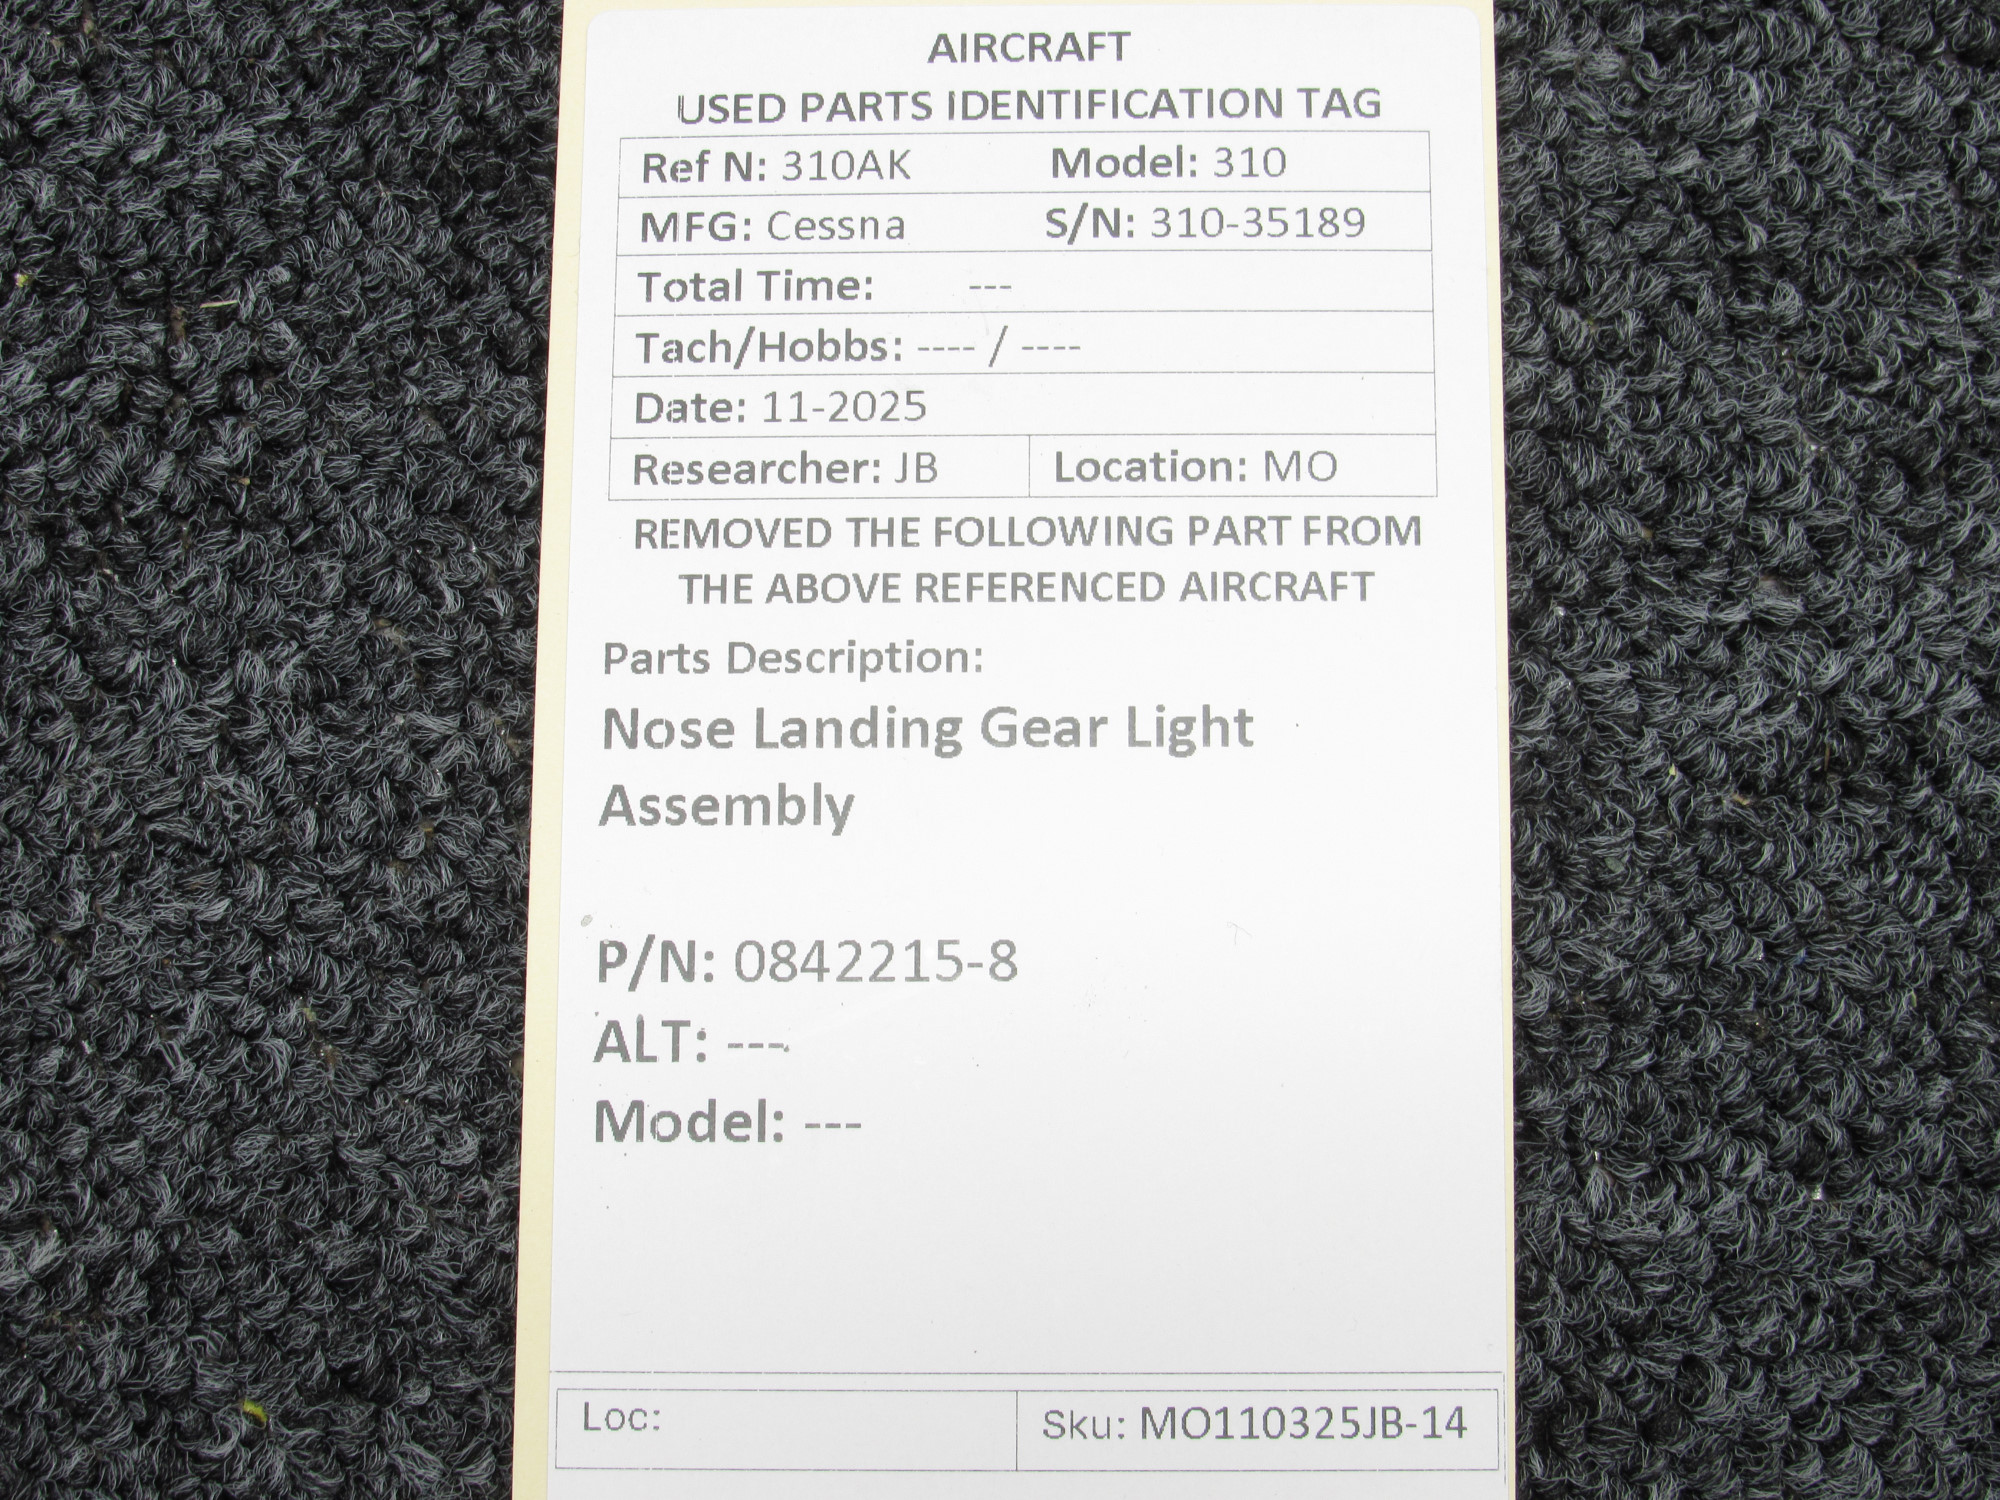 AIRCRAFT
USED PARTS IDENTIFICATION TAG
Ref N: 310AK Model: 310
MFG: Cessna S/N: 310-35189
Total Time: ---
Tach/Hobbs: ---- / ----
Date: 11-2025
Researcher: JB Location: MO
REMOVED THE FOLLOWING PART FROM
THE ABOVE REFERENCED AIRCRAFT
Parts Description:
Nose Landing Gear Light
Assembly
P/N: 0842215-8
ALT: ---
Model: ---
Loc: Sku: MO110325JB-14